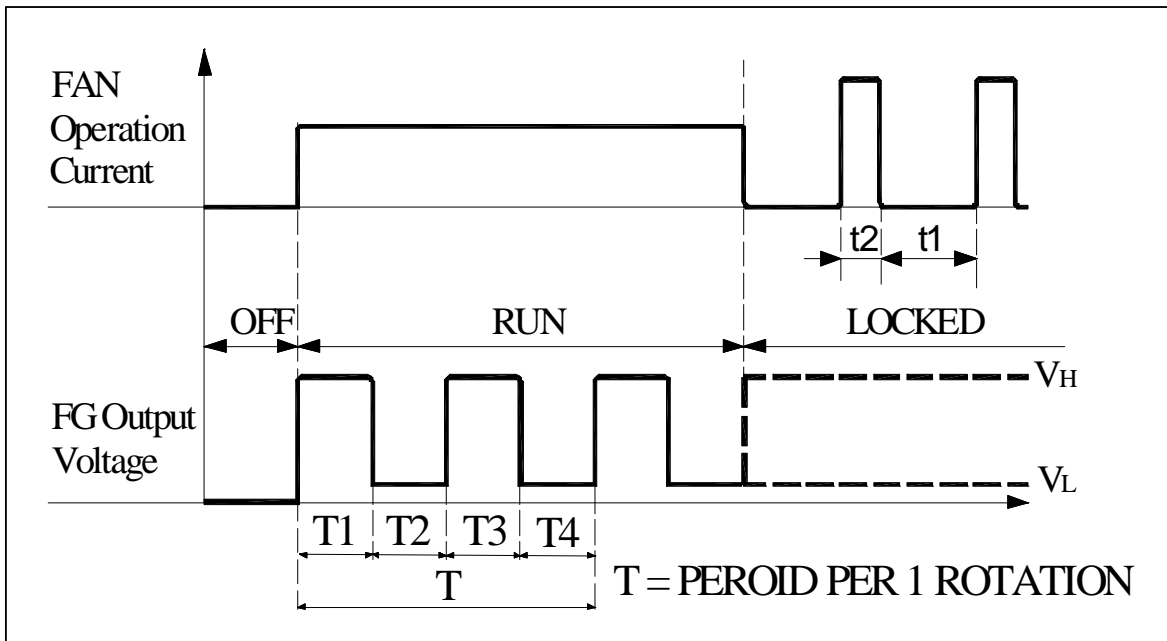 FAN
Operation
Current
t2
t1
OFF
RUN
LOCKED
VH
FG Output
Voltage
VL
T1
T2
T3
T4
T
T = PEROID PER 1 ROTATION